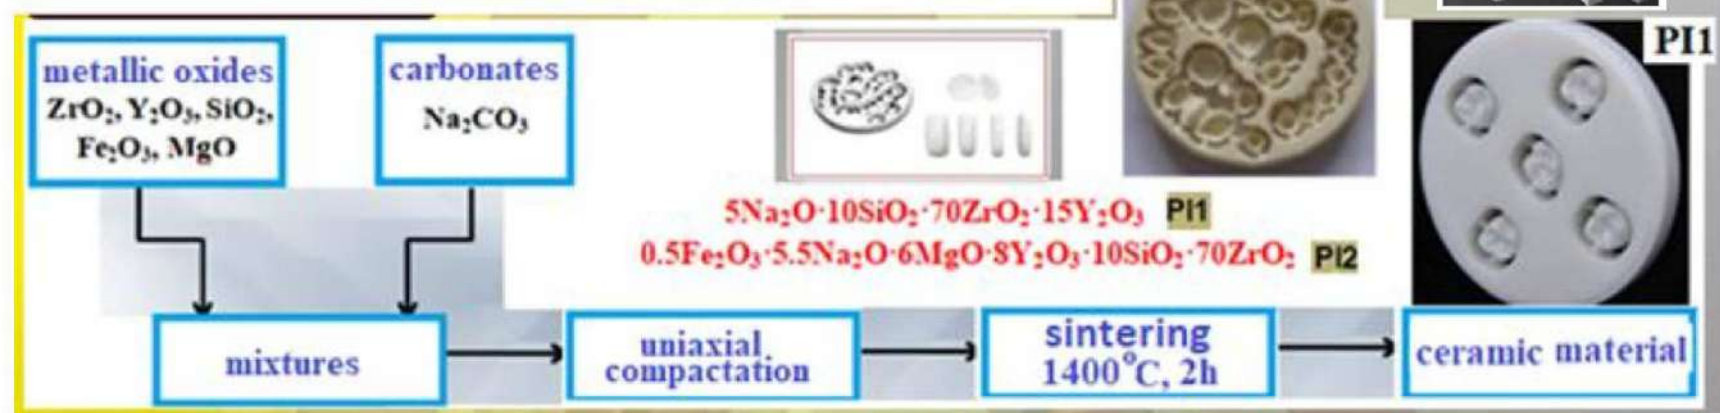 metallic oxides
ZrO₂, Y₂O₃, SiO₂,
Fe₂O₃, MgO
carbonates
Na₂CO₃
PI1
5Na₂O·10SiO₂·70ZrO₂·15Y₂O₃ PI1
0.5Fe₂O₃·5.5Na₂O·6MgO·8Y₂O₃·10SiO₂·70ZrO₂ PI2
mixtures
uniaxial
compactation
sintering
1400°C, 2h
ceramic material